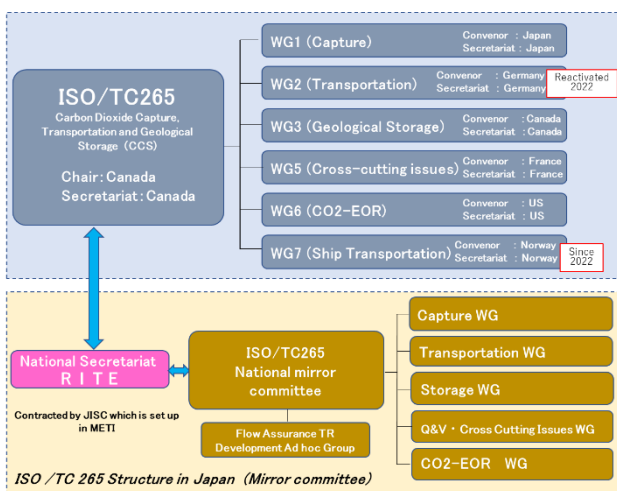 ISO/TC265
Carbon Dioxide Capture,
Transportation and Geological
Storage (CCS)
Chair:Canada
Secretariat:Canada
WG1 (Capture)
Convenor : Japan
Secretariat : Japan
WG2 (Transportation)
Convenor : Germany
Secretariat : Germany
Reactivated
2022
WG3 (Geological Storage)
Convenor : Canada
Secretariat : Canada
WG5 (Cross-cutting issues)
Convenor : France
Secretariat : France
WG6 (CO2-EOR)
Convenor : US
Secretariat : US
WG7 (Ship Transportation)
Convenor : Norway
Secretariat : Norway
Since
2022
National Secretariat
R I T E
Contracted by JISC which is set up
in METI
ISO/TC265
National mirror
committee
Flow Assurance TR
Development Ad hoc Group
Capture WG
Transportation WG
Storage WG
Q&V・Cross Cutting Issues WG
CO2-EOR WG
ISO /TC 265 Structure in Japan (Mirror committee)